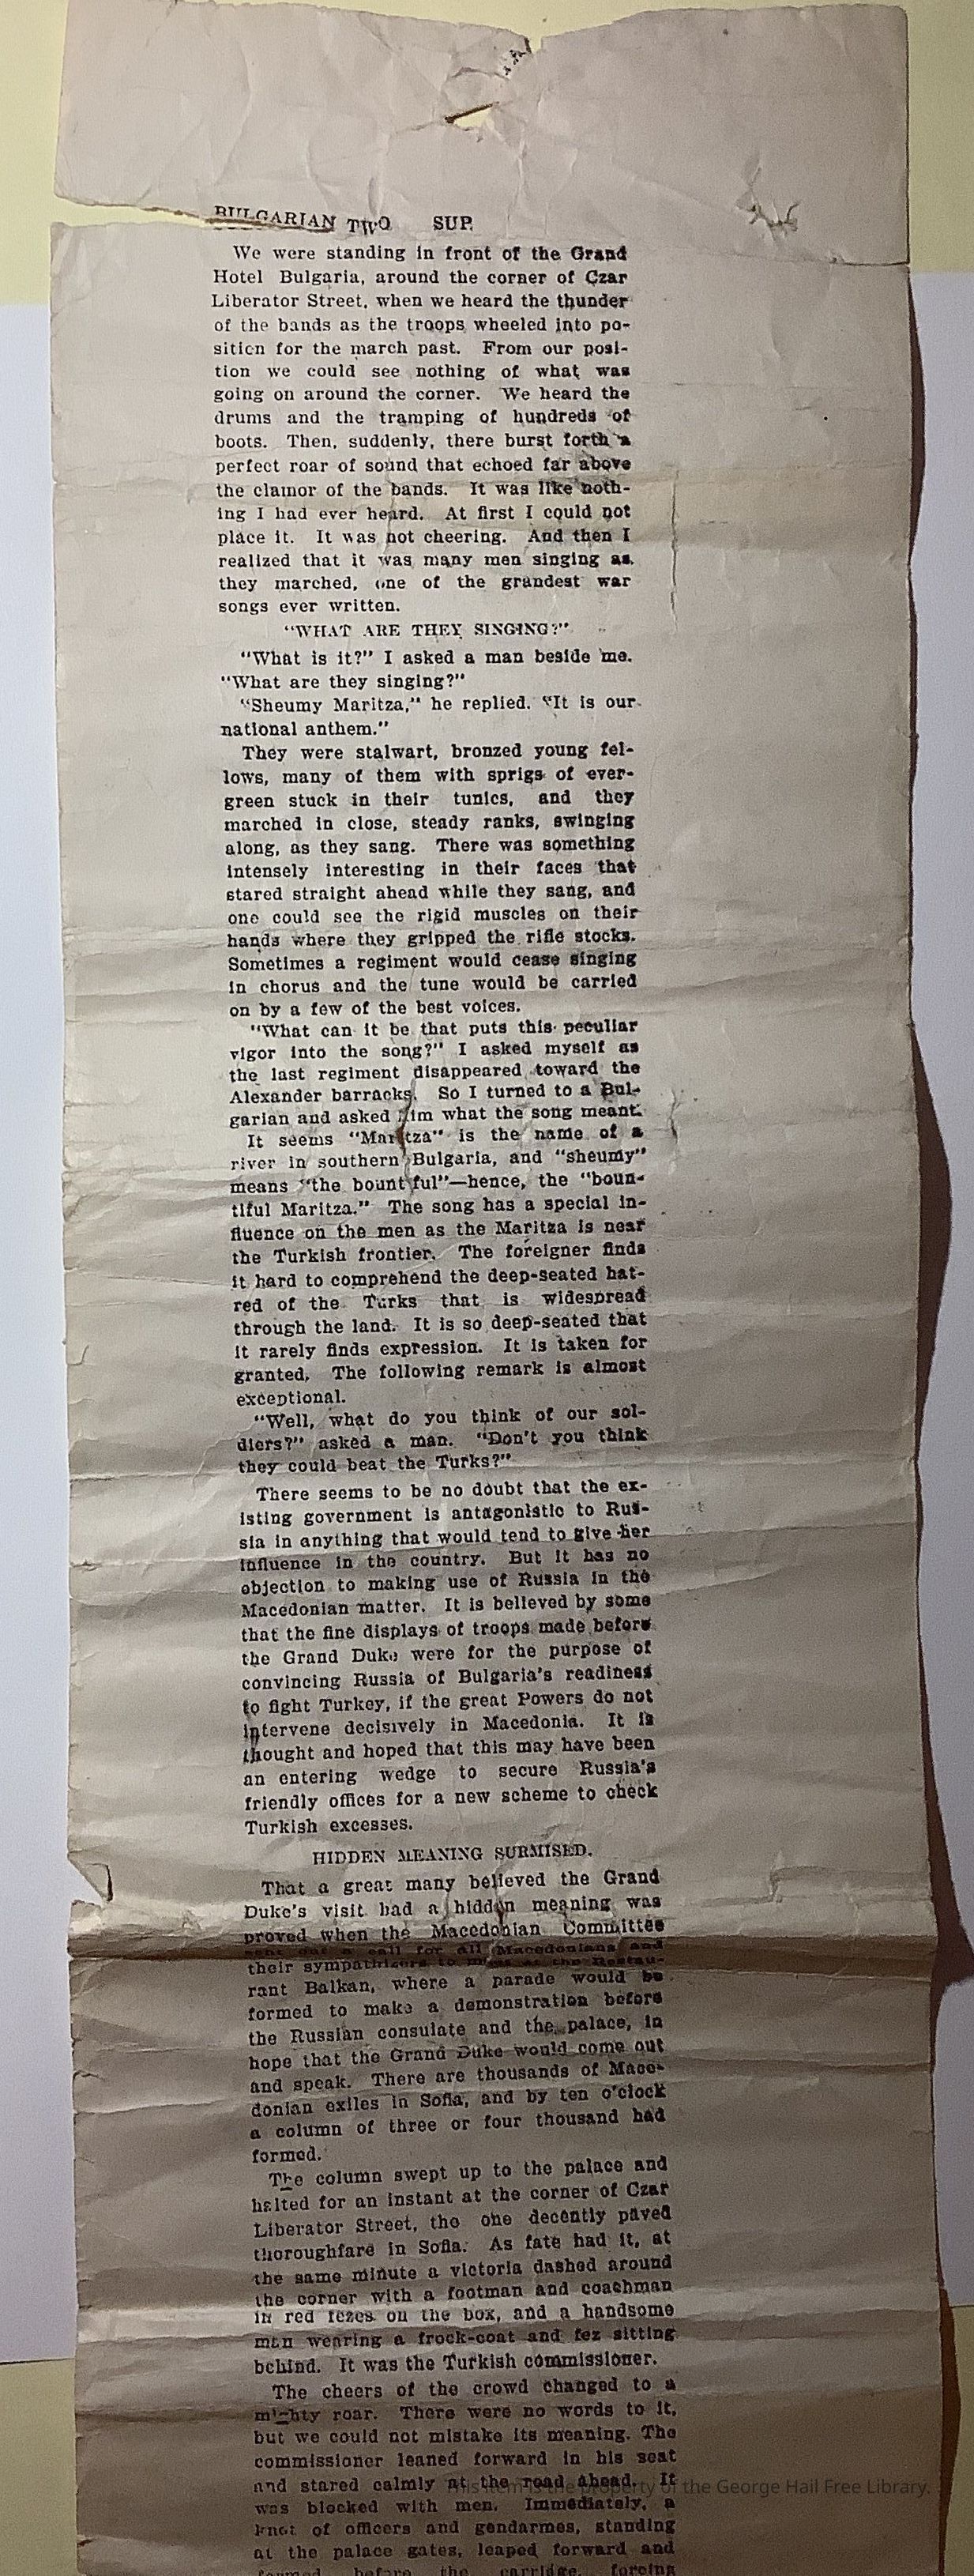 BULGARIAN TWO SUP.
We were standing in front of the Grand
Hotel Bulgaria, around the corner of Czar
Liberator Street, when we heard the thunder
of the bands as the troops wheeled into po-
sition for the march past. From our posi-
tion we could see nothing of what was
going on around the corner. We heard the
drums and the tramping of hundreds of
boots. Then, suddenly, there burst forth a
perfect roar of sound that echoed far above
the clamor of the bands. It was like noth-
ing I had ever heard. At first I could not
place it. It was not cheering. And then I
realized that it was many men singing as
they marched, one of the grandest war
songs ever written.
"WHAT ARE THEY SINGING?"
"What is it?" I asked a man beside me.
"What are they singing?"
"Sheumy Maritza," he replied. "It is our
national anthem."
They were stalwart, bronzed young fel-
lows, many of them with sprigs of ever-
green stuck in their tunics, and they
marched in close, steady ranks, swinging
along, as they sang. There was something
intensely interesting in their faces that
stared straight ahead while they sang, and
one could see the rigid muscles on their
hands where they gripped the rifle stocks.
Sometimes a regiment would cease singing
in chorus and the tune would be carried
on by a few of the best voices.
"What can it be that puts this peculiar
vigor into the song?" I asked myself as
the last regiment disappeared toward the
Alexander barracks. So I turned to a Bul-
garian and asked him what the song meant.
It seems "Maritza" is the name of a
river in southern Bulgaria, and "sheumy"
means "the bountiful"—hence, the "boun-
tiful Maritza." The song has a special in-
fluence on the men as the Maritza is near
the Turkish frontier. The foreigner finds
it hard to comprehend the deep-seated hat-
red of the Turks that is widespread
through the land. It is so deep-seated that
it rarely finds expression. It is taken for
granted. The following remark is almost
exceptional.
"Well, what do you think of our sol-
diers?" asked a man. "Don't you think
they could beat the Turks?"
There seems to be no doubt that the ex-
isting government is antagonistic to Rus-
sia in anything that would tend to give her
influence in the country. But it has no
objection to making use of Russia in the
Macedonian matter. It is believed by some
that the fine displays of troops made before
the Grand Duke were for the purpose of
convincing Russia of Bulgaria's readiness
to fight Turkey, if the great Powers do not
intervene decisively in Macedonia. It is
thought and hoped that this may have been
an entering wedge to secure Russia's
friendly offices for a new scheme to check
Turkish excesses.
HIDDEN MEANING SURMISED.
That a great many believed the Grand
Duke's visit had a hidden meaning was
proved when the Macedonian Committee
sent out a call for all Macedonians and
their sympathizers to meet at the Restau-
rant Balkan, where a parade would be
formed to make a demonstration before
the Russian consulate and the palace, in
hope that the Grand Duke would come out
and speak. There are thousands of Mace-
donian exiles in Sofia, and by ten o'clock
a column of three or four thousand had
formed.
The column swept up to the palace and
halted for an instant at the corner of Czar
Liberator Street, the one decently paved
thoroughfare in Sofia. As fate had it, at
the same minute a victoria dashed around
the corner with a footman and coachman
in red fezes on the box, and a handsome
man wearing a frock-coat and fez sitting
behind. It was the Turkish commissioner.
The cheers of the crowd changed to a
mighty roar. There were no words to it,
but we could not mistake its meaning. The
commissioner leaned forward in his seat
and stared calmly at the road ahead. It
was blocked with men. Immediately, a
knot of officers and gendarmes, standing
at the palace gates, leaped forward and
formed before the carriage, forcing
This item is the property of the George Hail Free Library.